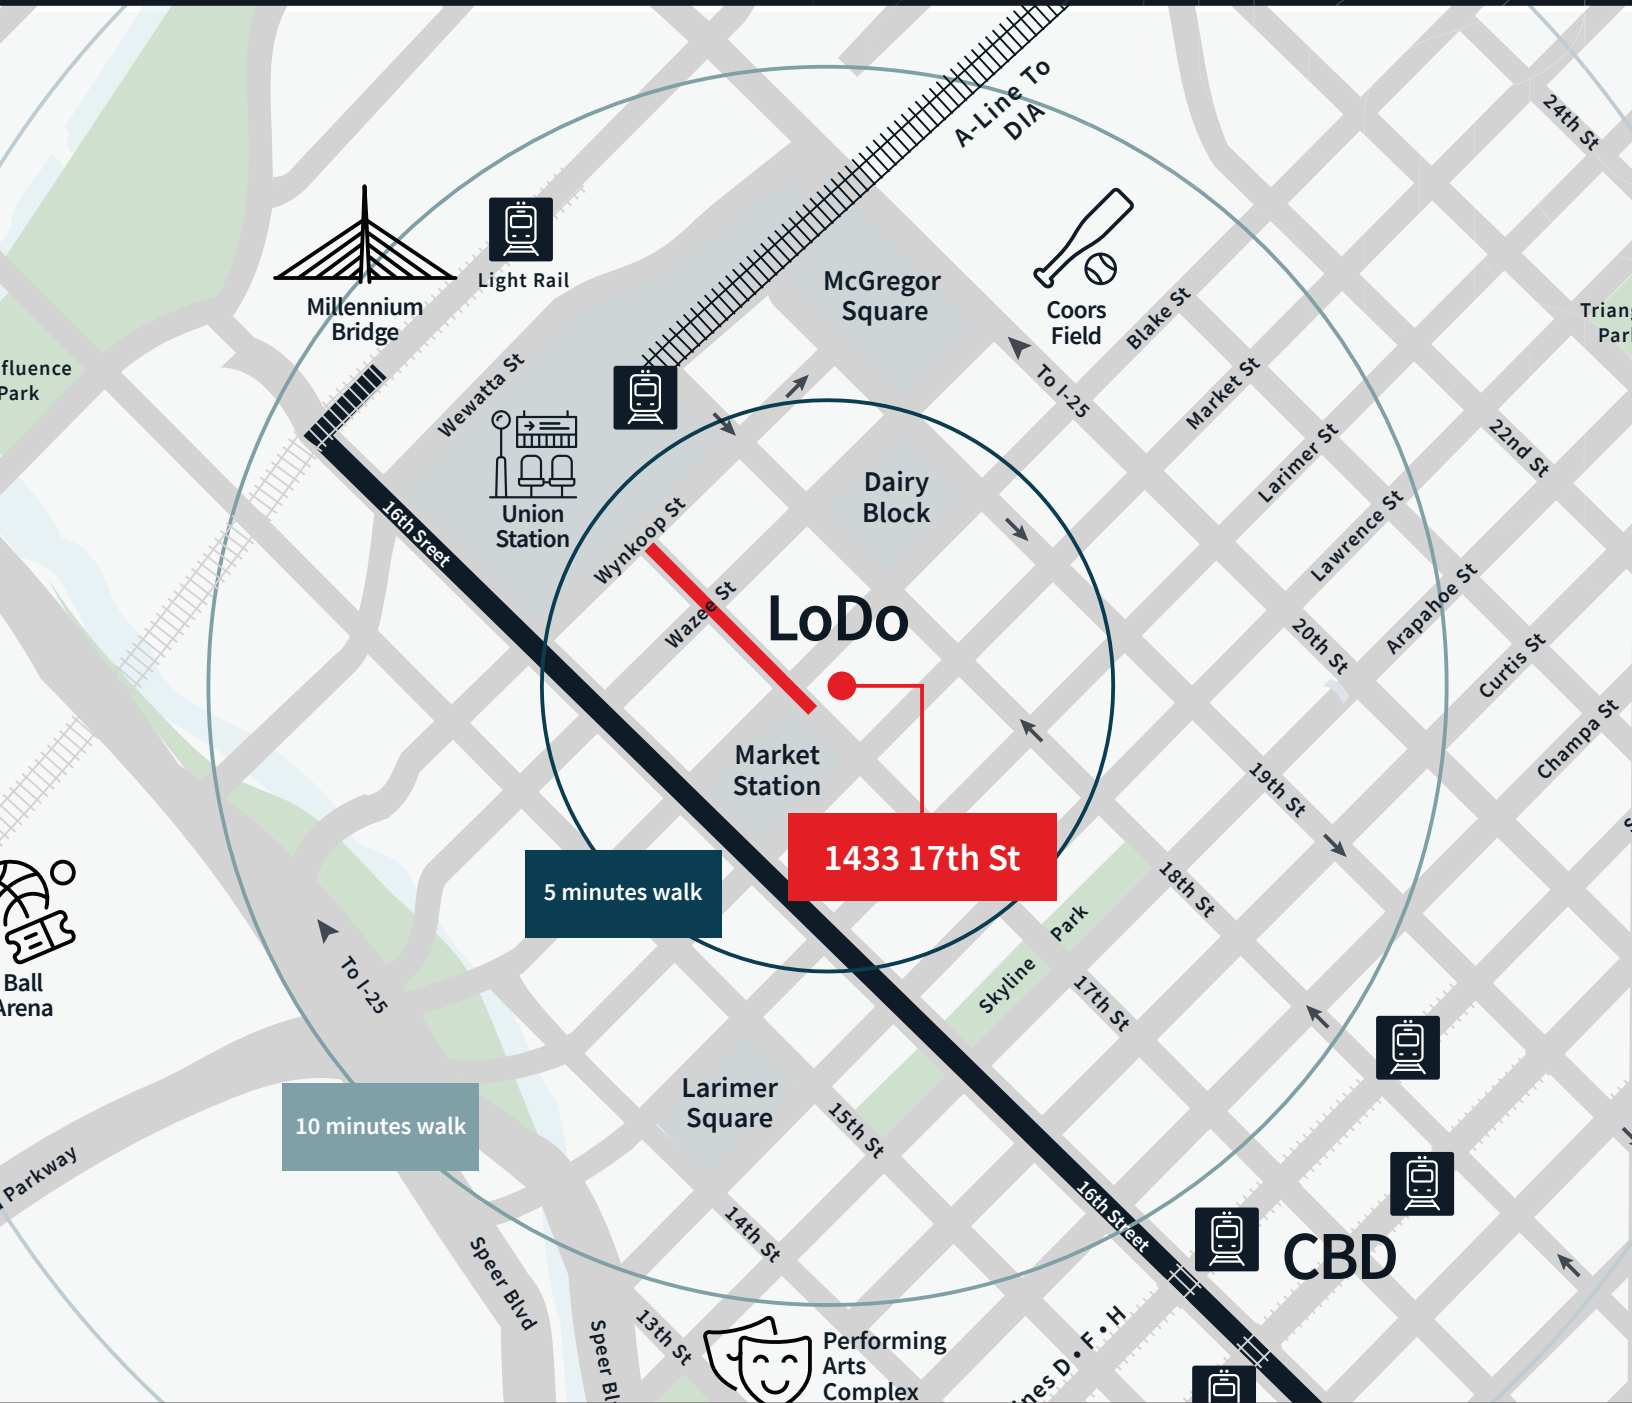 A-Line To
DIA
24th St
Light Rail
Millennium
Bridge
McGregor
Square
Coors
Field
Blake St
Park
Wewatta St
To I-25
Market St
22nd St
Larimer St
Dairy
Block
Union
Station
16th Sreet
Wynkoop St
Lawrence St
Wazee St
LoDo
Arapahoe St
20th St
Curtis St
Champa St
Market
Station
19th St
1433 17th St
5 minutes walk
18th St
Skyline Park
17th St
Ball
Arena
To I-25
Larimer
Square
10 minutes walk
15th St
Parkway
16th Street
14th St
CBD
Speer Blvd
Speer
13th St
Performing
Arts
Complex
D • F • H